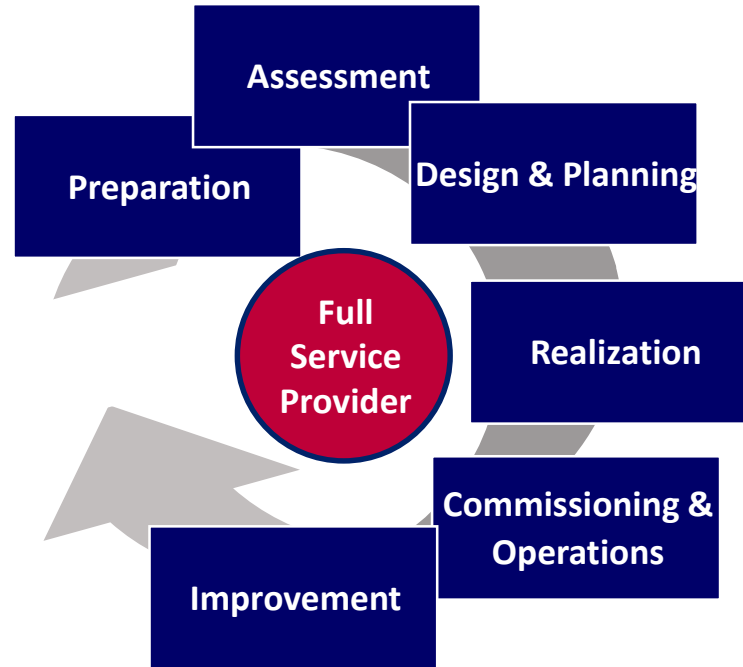 Assessment
Preparation
Design & Planning
Full
Service
Provider
Realization
Commissioning &
Operations
Improvement